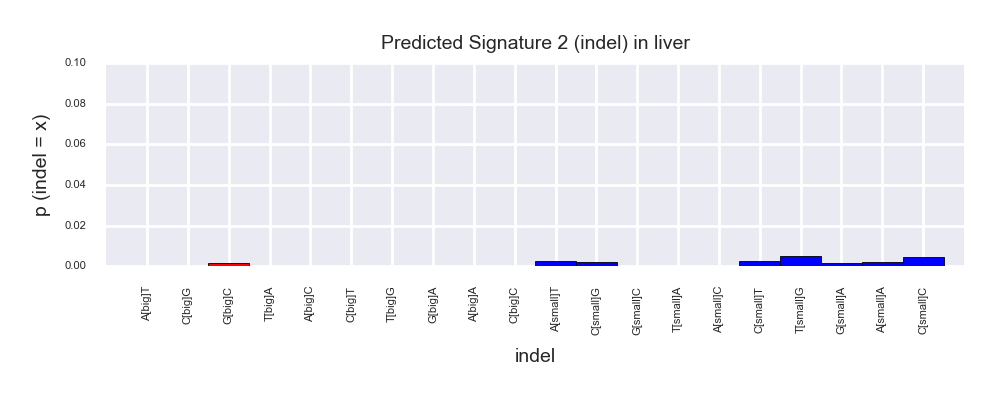 Predicted Signature 2 (indel) in liver
p (indel = x)
0.10
0.08
0.06
0.04
0.02
0.00
A[big]T
C[big]G
G[big]C
T[big]A
A[big]C
C[big]T
T[big]G
G[big]A
A[big]A
C[big]C
A[small]T
C[small]G
G[small]C
T[small]A
A[small]C
C[small]T
T[small]G
G[small]A
A[small]A
C[small]C
indel